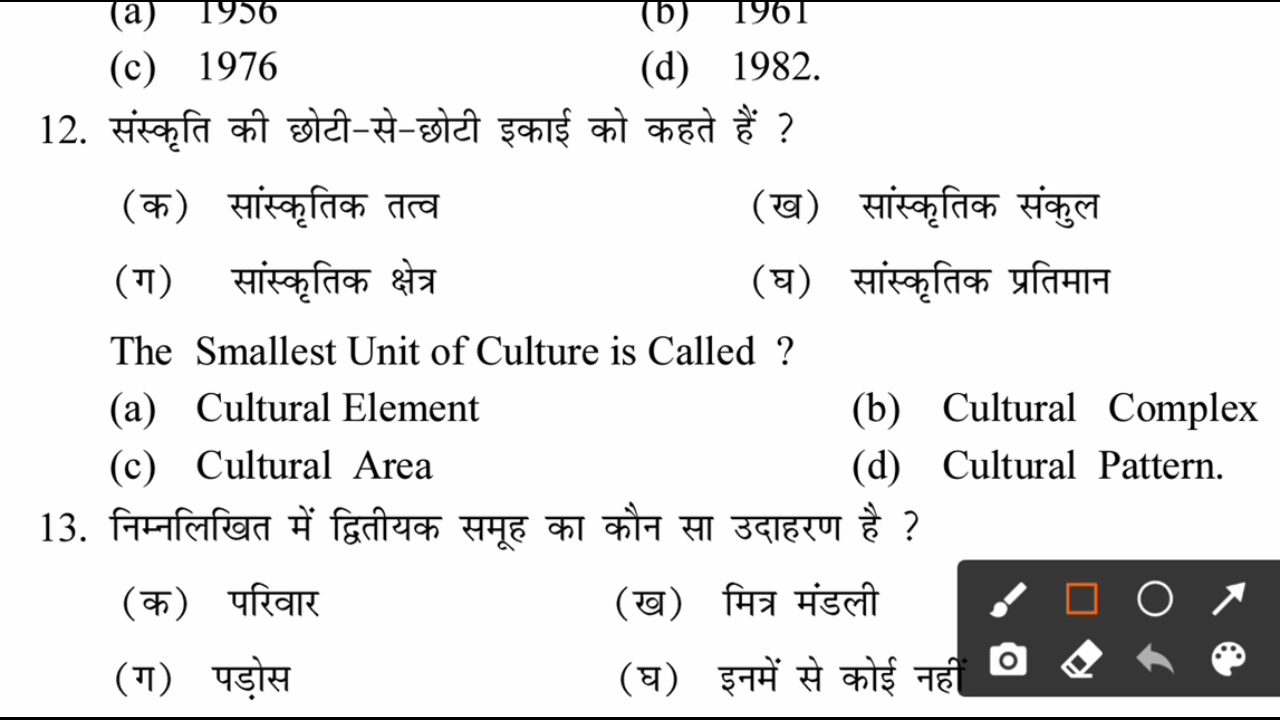 (a) 1956 (b) 1961
(c) 1976 (d) 1982.
12. संस्कृति की छोटी-से-छोटी इकाई को कहते हैं ?
(क) सांस्कृतिक तत्व (ख) सांस्कृतिक संकुल
(ग) सांस्कृतिक क्षेत्र (घ) सांस्कृतिक प्रतिमान
The Smallest Unit of Culture is Called ?
(a) Cultural Element (b) Cultural Complex
(c) Cultural Area (d) Cultural Pattern.
13. निम्नलिखित में द्वितीयक समूह का कौन सा उदाहरण है ?
(क) परिवार (ख) मित्र मंडली
(ग) पड़ोस (घ) इनमें से कोई नहीं